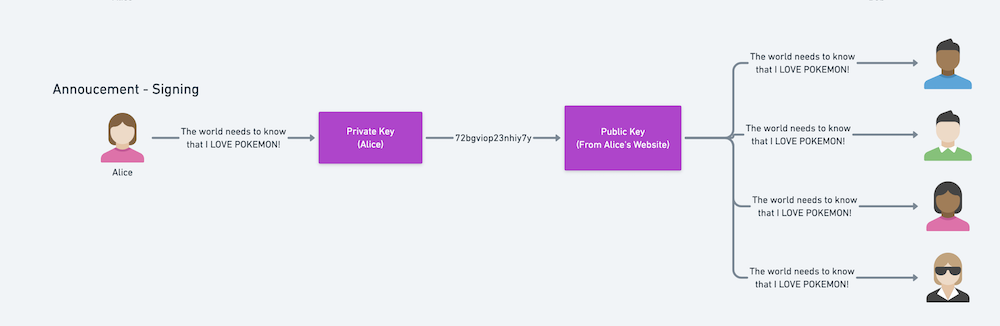 Annoucement - Signing
Alice
The world needs to know
that I LOVE POKEMON!
Private Key
(Alice)
72bgviop23nhiy7y
Public Key
(From Alice's Website)
The world needs to know
that I LOVE POKEMON!
The world needs to know
that I LOVE POKEMON!
The world needs to know
that I LOVE POKEMON!
The world needs to know
that I LOVE POKEMON!